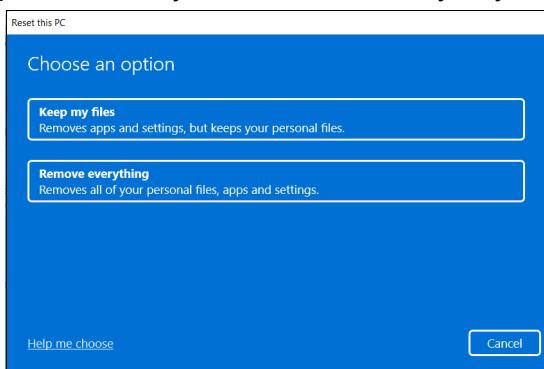 Reset this PC
Choose an option
Keep my files
Removes apps and settings, but keeps your personal files.
Remove everything
Removes all of your personal files, apps and settings.
Help me choose
Cancel